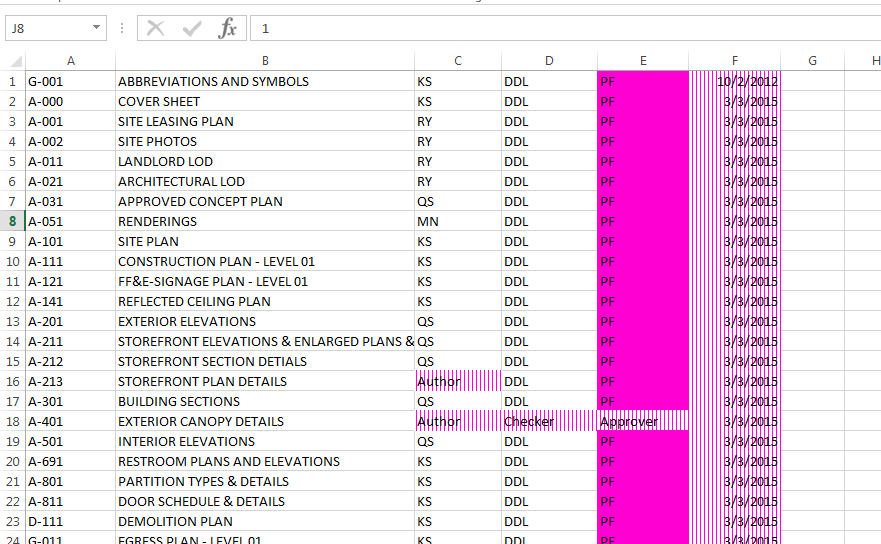 J8 fx 1
A B C D E F G H
1 G-001 ABBREVIATIONS AND SYMBOLS KS DDL PF 10/2/2012
2 A-000 COVER SHEET KS DDL PF 3/3/2015
3 A-001 SITE LEASING PLAN RY DDL PF 3/3/2015
4 A-002 SITE PHOTOS RY DDL PF 3/3/2015
5 A-011 LANDLORD LOD RY DDL PF 3/3/2015
6 A-021 ARCHITECTURAL LOD RY DDL PF 3/3/2015
7 A-031 APPROVED CONCEPT PLAN QS DDL PF 3/3/2015
8 A-051 RENDERINGS MN DDL PF 3/3/2015
9 A-101 SITE PLAN KS DDL PF 3/3/2015
10 A-111 CONSTRUCTION PLAN - LEVEL 01 KS DDL PF 3/3/2015
11 A-121 FF&E-SIGNAGE PLAN - LEVEL 01 KS DDL PF 3/3/2015
12 A-141 REFLECTED CEILING PLAN KS DDL PF 3/3/2015
13 A-201 EXTERIOR ELEVATIONS QS DDL PF 3/3/2015
14 A-211 STOREFRONT ELEVATIONS & ENLARGED PLANS & QS DDL PF 3/3/2015
15 A-212 STOREFRONT SECTION DETIALS QS DDL PF 3/3/2015
16 A-213 STOREFRONT PLAN DETAILS Author DDL PF 3/3/2015
17 A-301 BUILDING SECTIONS QS DDL PF 3/3/2015
18 A-401 EXTERIOR CANOPY DETAILS Author Checker Approver 3/3/2015
19 A-501 INTERIOR ELEVATIONS QS DDL PF 3/3/2015
20 A-691 RESTROOM PLANS AND ELEVATIONS KS DDL PF 3/3/2015
21 A-801 PARTITION TYPES & DETAILS KS DDL PF 3/3/2015
22 A-811 DOOR SCHEDULE & DETAILS KS DDL PF 3/3/2015
23 D-111 DEMOLITION PLAN KS DDL PF 3/3/2015
24 G-011 EGRESS PLAN - LEVEL 01 KS DDL PF 3/3/2015